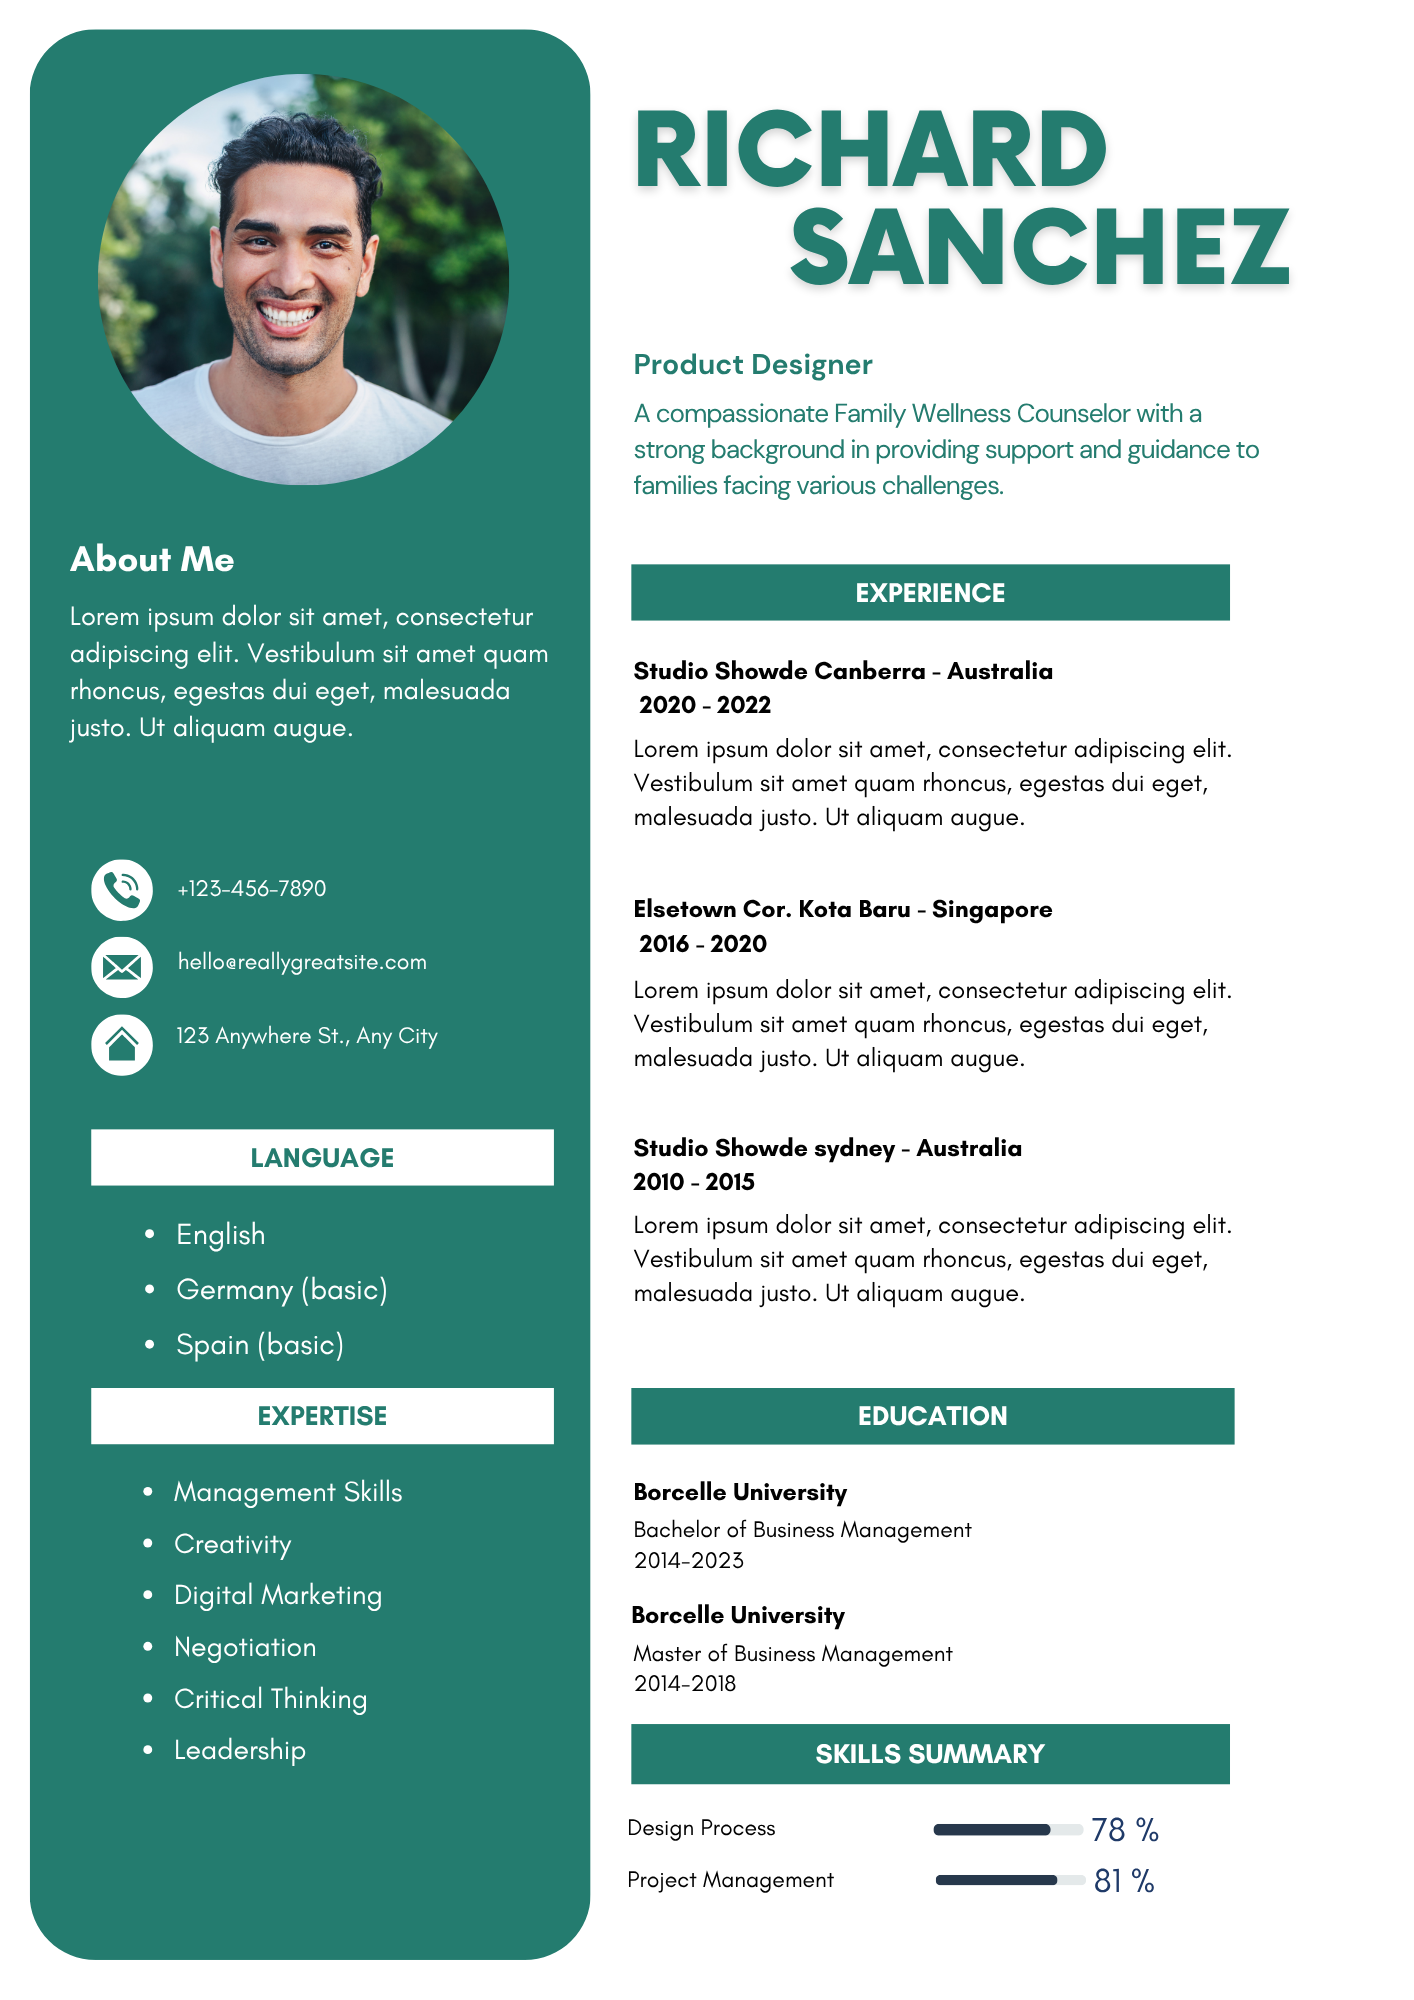 RICHARD
SANCHEZ
Product Designer
A compassionate Family Wellness Counselor with a
strong background in providing support and guidance to
families facing various challenges.
About Me
Lorem ipsum dolor sit amet, consectetur
adipiscing elit. Vestibulum sit amet quam
rhoncus, egestas dui eget, malesuada
justo. Ut aliquam augue.
+123-456-7890
hello@reallygreatsite.com
123 Anywhere St., Any City
LANGUAGE
• English
• Germany (basic)
• Spain (basic)
EXPERTISE
• Management Skills
• Creativity
• Digital Marketing
• Negotiation
• Critical Thinking
• Leadership
EXPERIENCE
Studio Showde Canberra - Australia
2020 - 2022
Lorem ipsum dolor sit amet, consectetur adipiscing elit.
Vestibulum sit amet quam rhoncus, egestas dui eget,
malesuada justo. Ut aliquam augue.
Elsetown Cor. Kota Baru - Singapore
2016 - 2020
Lorem ipsum dolor sit amet, consectetur adipiscing elit.
Vestibulum sit amet quam rhoncus, egestas dui eget,
malesuada justo. Ut aliquam augue.
Studio Showde sydney - Australia
2010 - 2015
Lorem ipsum dolor sit amet, consectetur adipiscing elit.
Vestibulum sit amet quam rhoncus, egestas dui eget,
malesuada justo. Ut aliquam augue.
EDUCATION
Borcelle University
Bachelor of Business Management
2014-2023
Borcelle University
Master of Business Management
2014-2018
SKILLS SUMMARY
Design Process 78 %
Project Management 81 %